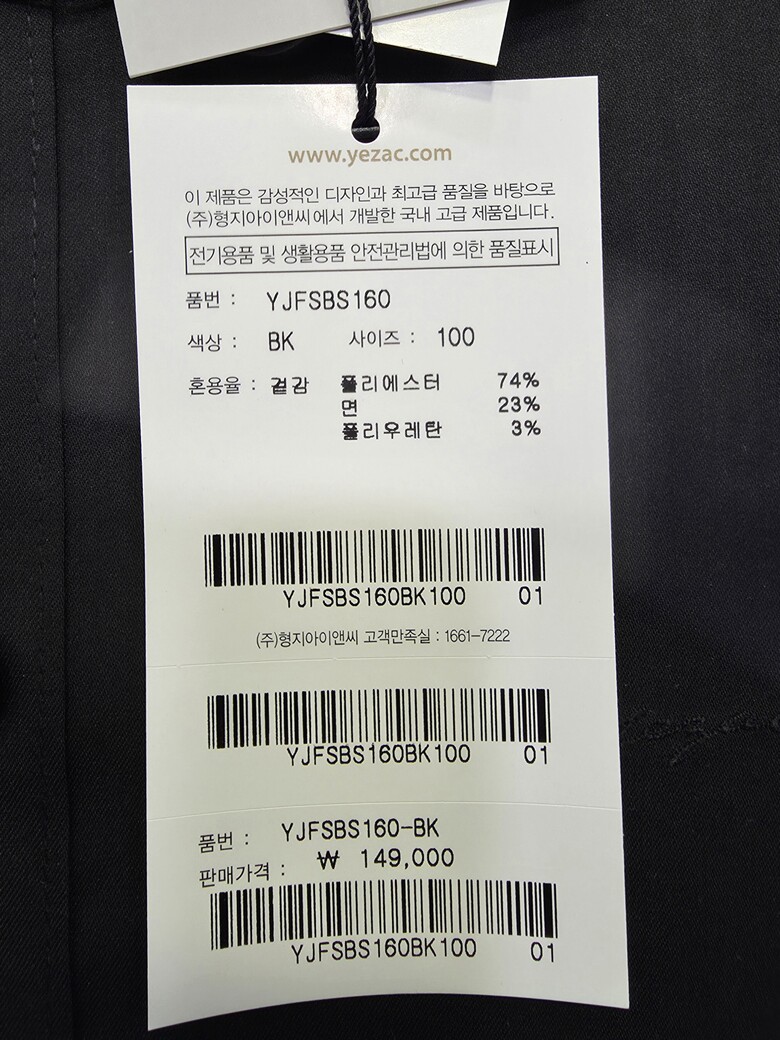 www.yezac.com
이 제품은 감성적인 디자인과 최고급 품질을 바탕으로
(주)형지아이앤씨에서 개발한 국내 고급 제품입니다.
전기용품 및 생활용품 안전관리법에 의한 품질표시
품번 : YJFSBS160
색상 : BK 사이즈 : 100
혼용율 : 겉감 폴리에스터 74%
면 23%
폴리우레탄 3%
YJFSBS160BK100 01
(주)형지아이앤씨 고객만족실 : 1661-7222
YJFSBS160BK100 01
품번 : YJFSBS160-BK
판매가격 : ₩ 149,000
YJFSBS160BK100 01